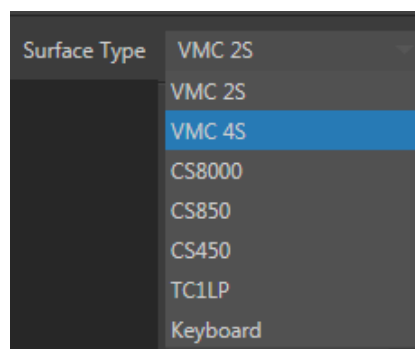 Surface Type VMC 2S
VMC 2S
VMC 4S
CS8000
CS850
CS450
TC1LP
Keyboard